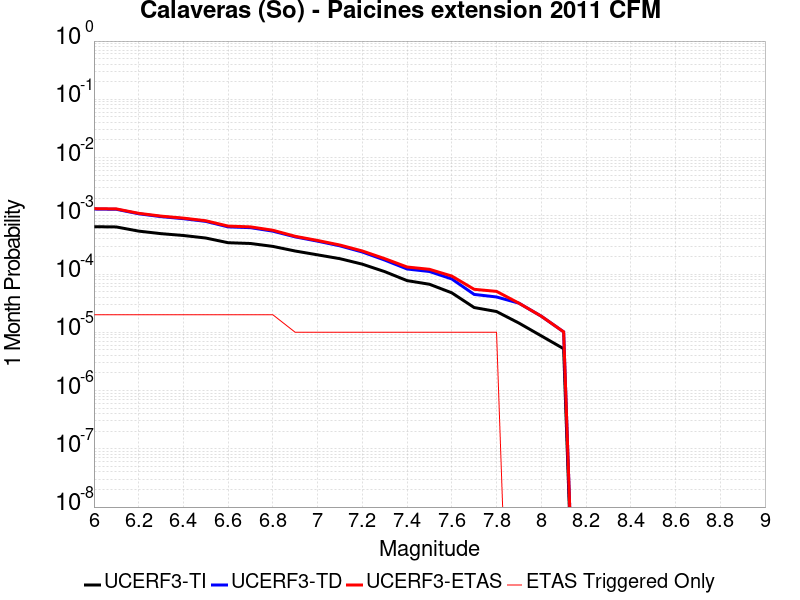 Calaveras (So) - Paicines extension 2011 CFM
10^0
10^-1
10^-2
10^-3
10^-4
10^-5
10^-6
10^-7
10^-8
1 Month Probability
6 6.2 6.4 6.6 6.8 7 7.2 7.4 7.6 7.8 8 8.2 8.4 8.6 8.8 9
Magnitude
UCERF3-TI UCERF3-TD UCERF3-ETAS ETAS Triggered Only